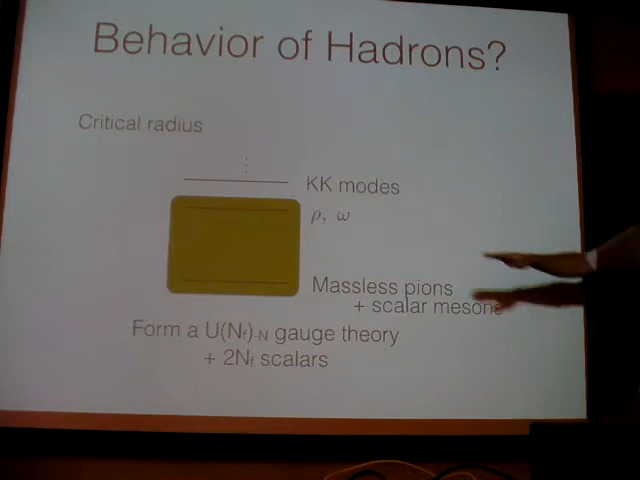 Behavior of Hadrons?
Critical radius
KK modes
ρ, ω
Massless pions
+ scalar mesons
Form a U(Nf)-N gauge theory
+ 2Nf scalars